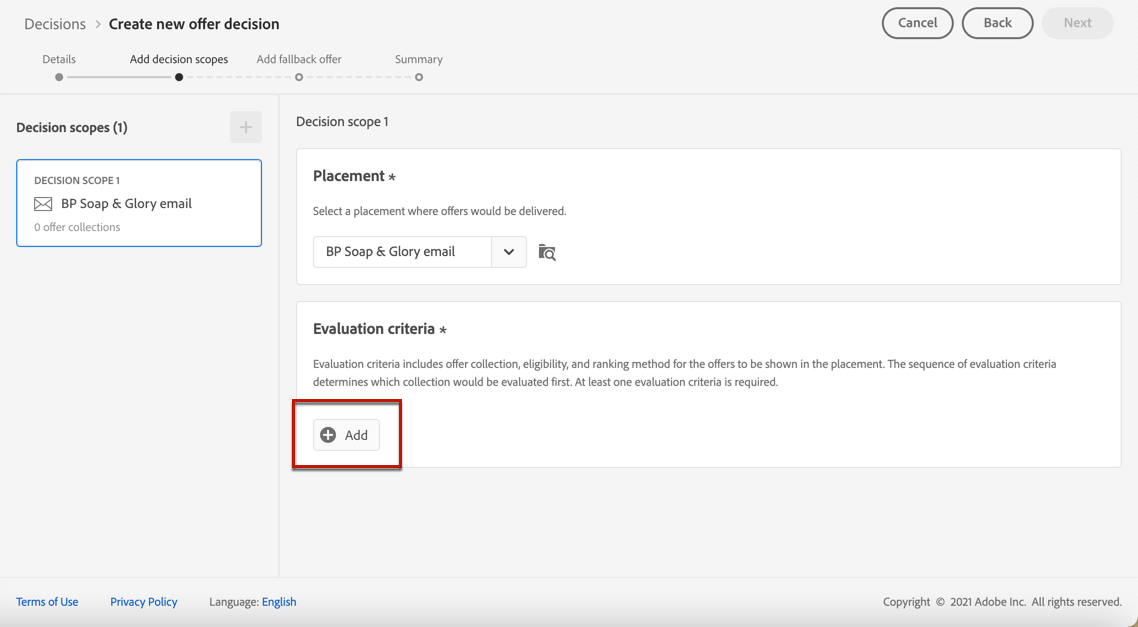 Decisions > Create new offer decision
Cancel
Back
Next
Details
Add decision scopes
Add fallback offer
Summary
Decision scopes (1)
DECISION SCOPE 1
BP Soap & Glory email
0 offer collections
Decision scope 1
Placement *
Select a placement where offers would be delivered.
BP Soap & Glory email
Evaluation criteria *
Evaluation criteria includes offer collection, eligibility, and ranking method for the offers to be shown in the placement. The sequence of evaluation criteria
determines which collection would be evaluated first. At least one evaluation criteria is required.
Add
Terms of Use
Privacy Policy
Language: English
Copyright © 2021 Adobe Inc. All rights reserved.